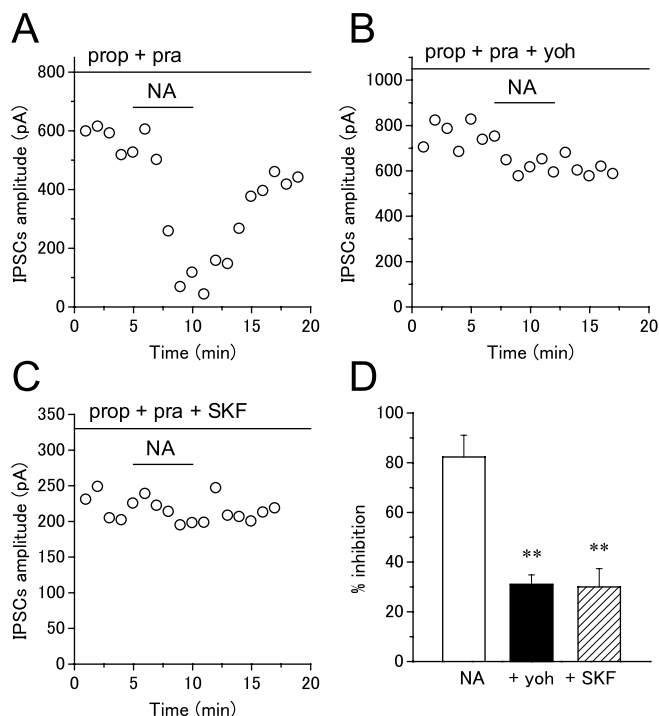 A
prop + pra
NA
800
600
400
200
0
IPSCs amplitude (pA)
0 5 10 15 20
Time (min)
B
prop + pra + yoh
NA
1000
800
600
400
200
0
IPSCs amplitude (pA)
0 5 10 15 20
Time (min)
C
prop + pra + SKF
NA
350
300
250
200
150
100
50
0
IPSCs amplitude (pA)
0 5 10 15 20
Time (min)
D
100
80
60
40
20
0
% inhibition
** **
NA + yoh + SKF